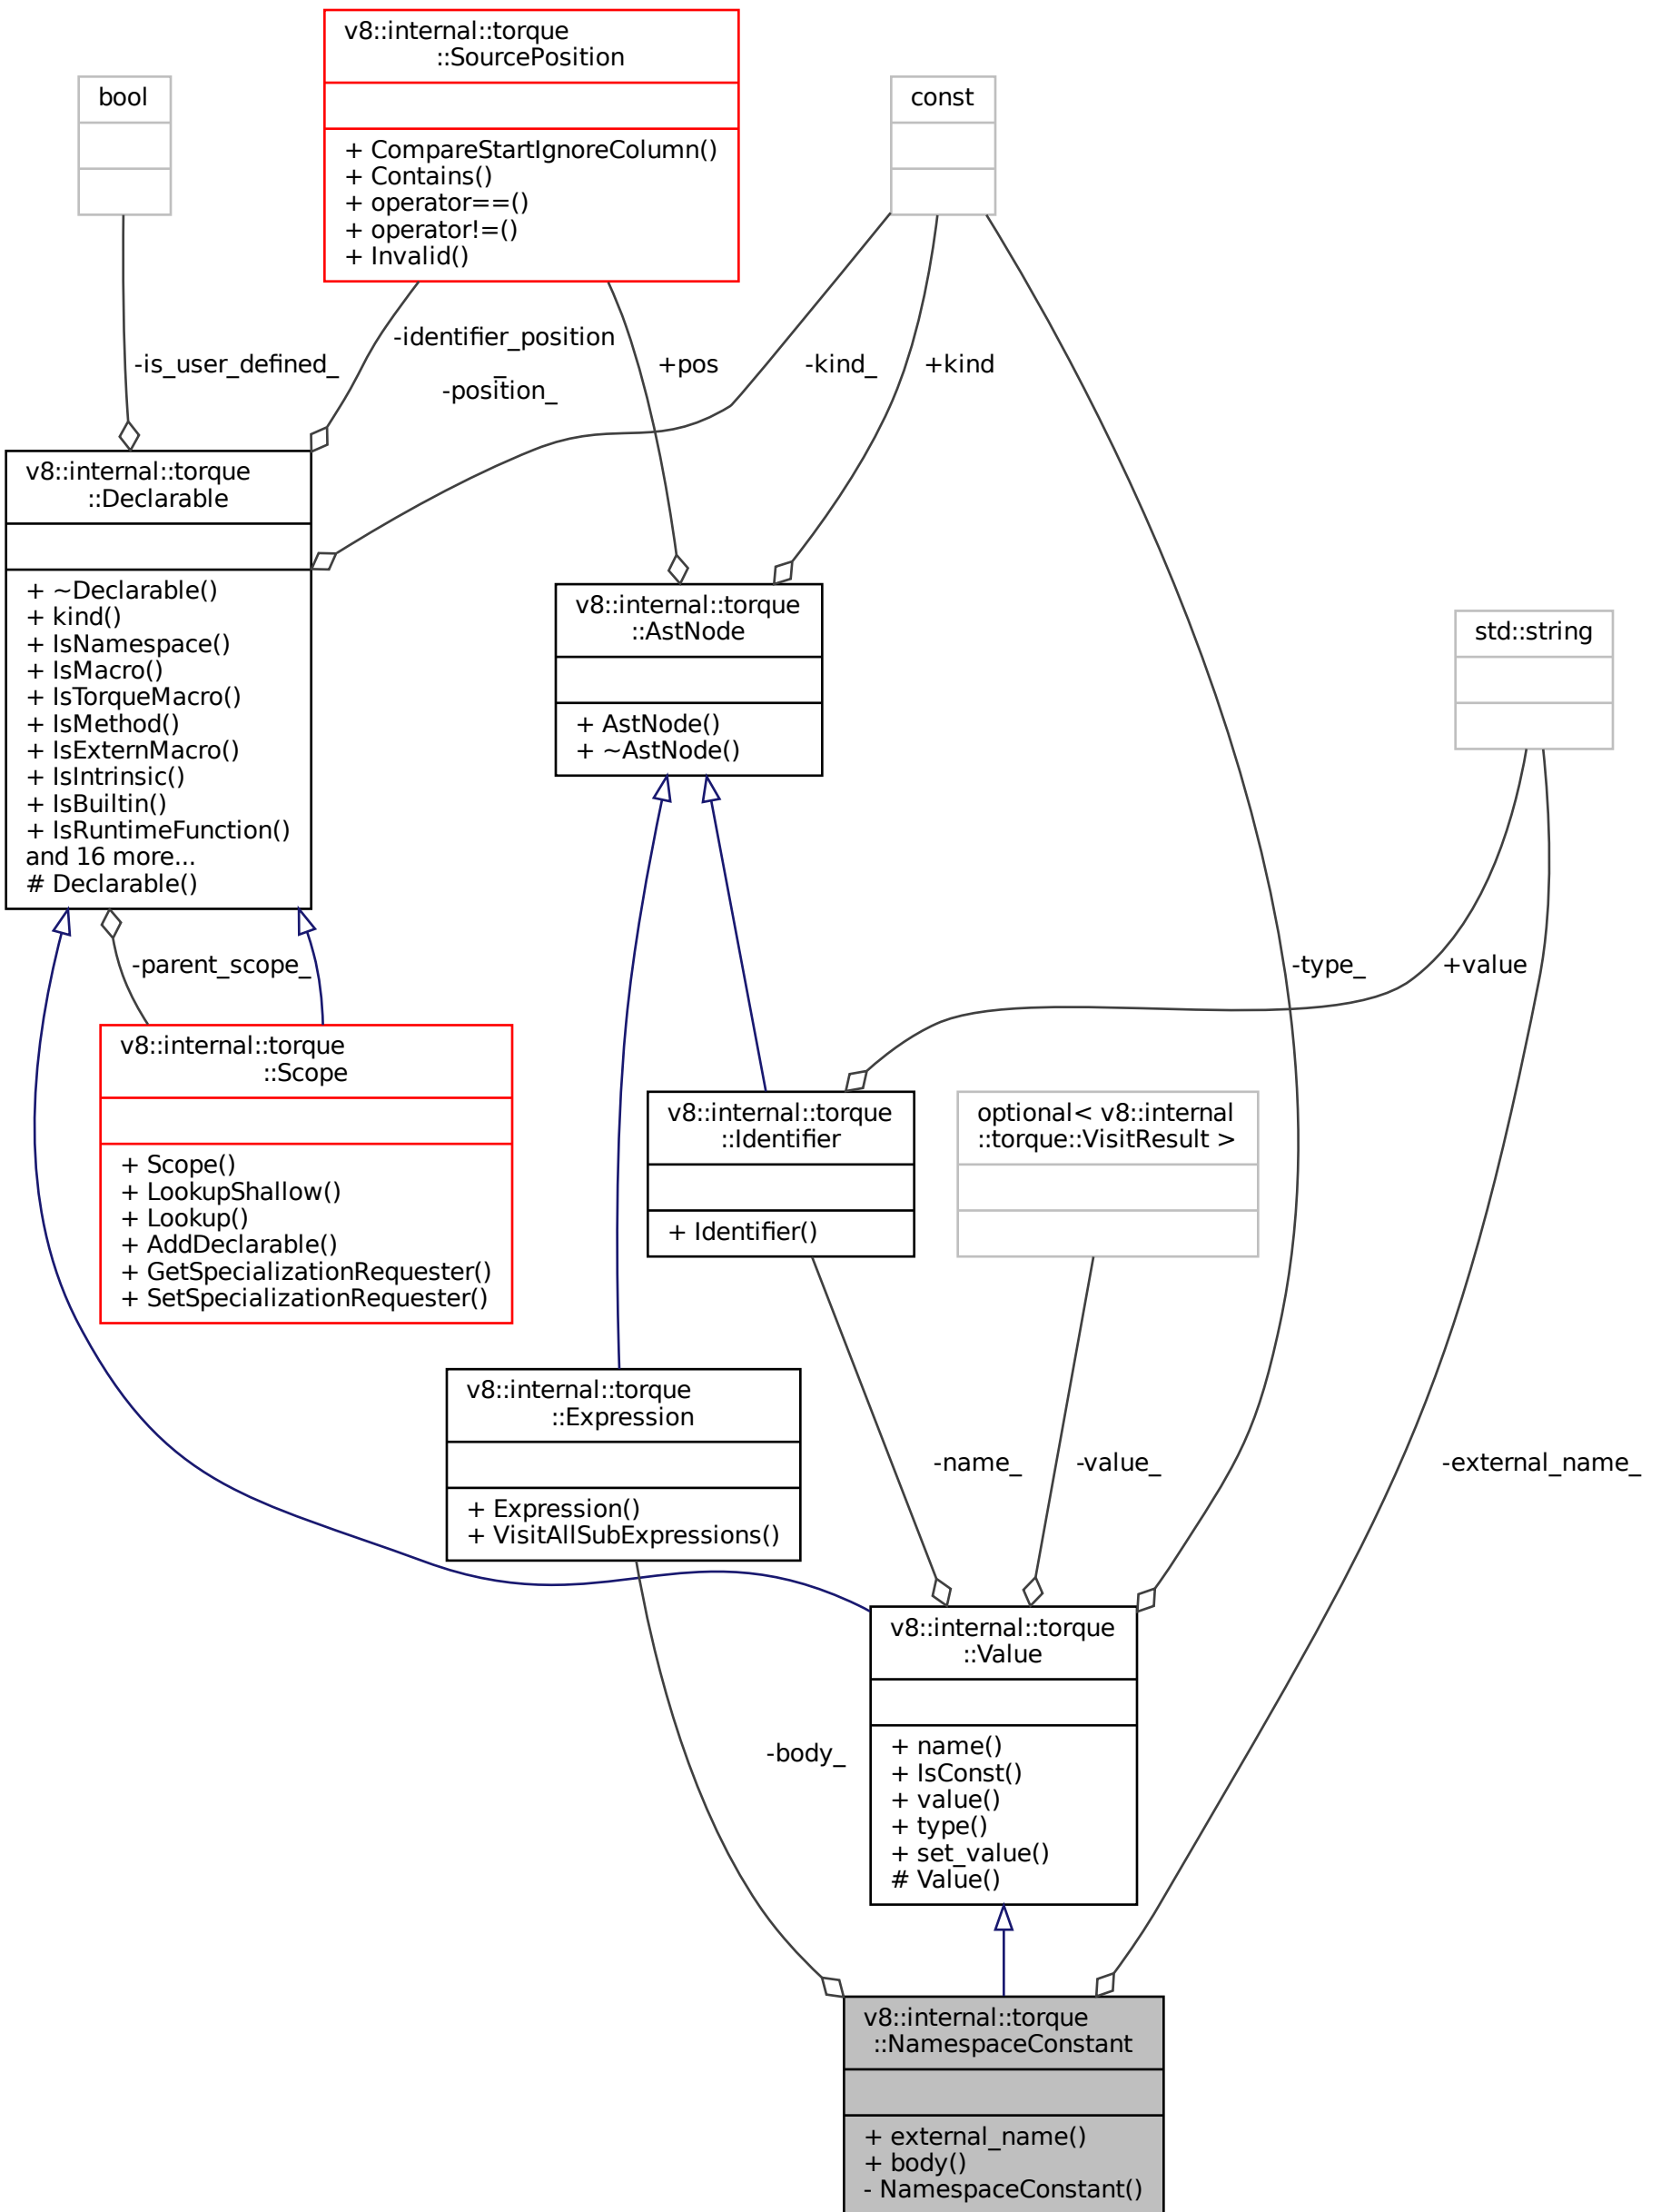 v8::internal::torque
::SourcePosition
+ CompareStartIgnoreColumn()
+ Contains()
+ operator==()
+ operator!=()
+ Invalid()
bool
const
-is_user_defined_
-identifier_position
_
-position_
+pos
-kind_
+kind
v8::internal::torque
::Declarable
+ ~Declarable()
+ kind()
+ IsNamespace()
+ IsMacro()
+ IsTorqueMacro()
+ IsMethod()
+ IsExternMacro()
+ IsIntrinsic()
+ IsBuiltin()
+ IsRuntimeFunction()
and 16 more...
# Declarable()
v8::internal::torque
::AstNode
+ AstNode()
+ ~AstNode()
std::string
-parent_scope_
-type_
+value
v8::internal::torque
::Scope
+ Scope()
+ LookupShallow()
+ Lookup()
+ AddDeclarable()
+ GetSpecializationRequester()
+ SetSpecializationRequester()
v8::internal::torque
::Identifier
+ Identifier()
optional< v8::internal
::torque::VisitResult >
v8::internal::torque
::Expression
+ Expression()
+ VisitAllSubExpressions()
-name_
-value_
-external_name_
v8::internal::torque
::Value
+ name()
+ IsConst()
+ value()
+ type()
+ set_value()
# Value()
-body_
v8::internal::torque
::NamespaceConstant
+ external_name()
+ body()
- NamespaceConstant()